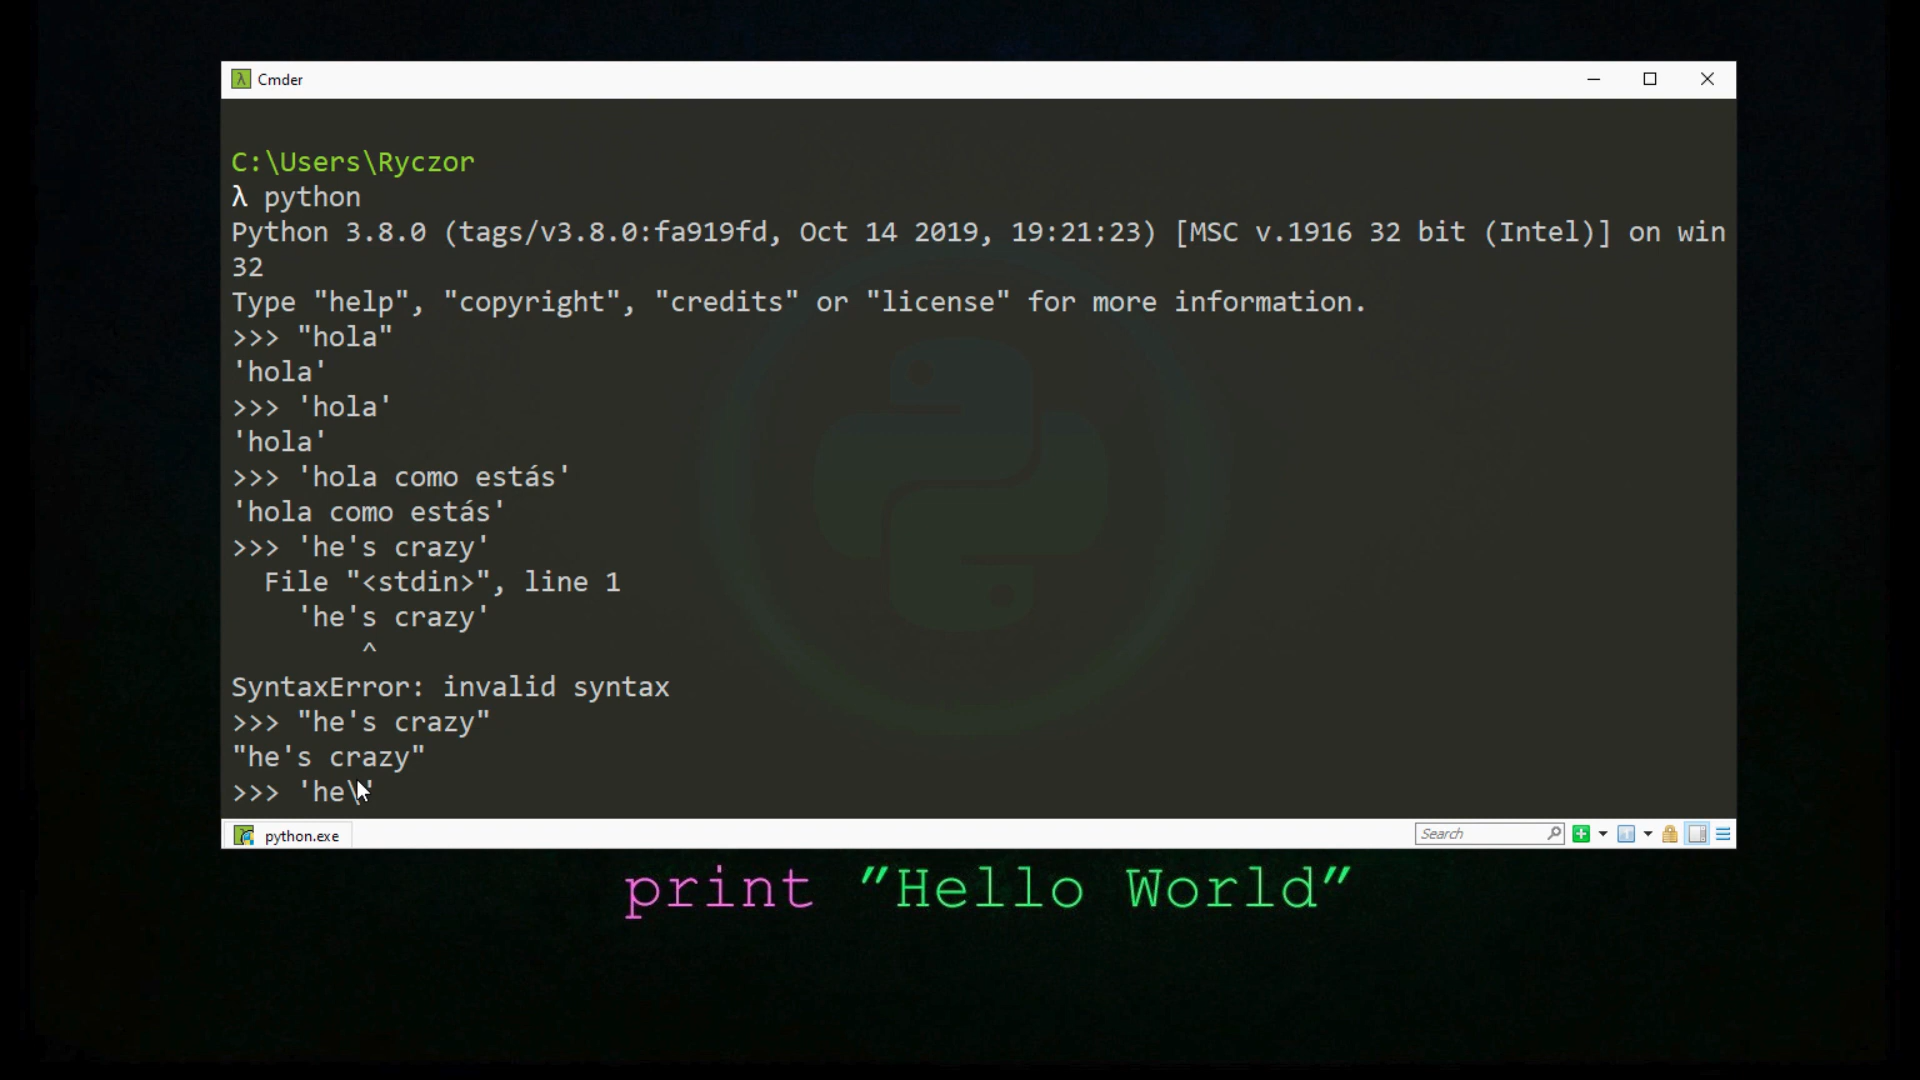 Cmder
C:\Users\Ryczor
λ python
Python 3.8.0 (tags/v3.8.0:fa919fd, Oct 14 2019, 19:21:23) [MSC v.1916 32 bit (Intel)] on win
32
Type "help", "copyright", "credits" or "license" for more information.
>>> "hola"
'hola'
>>> 'hola'
'hola'
>>> 'hola como estás'
'hola como estás'
>>> 'he's crazy'
File "<stdin>", line 1
'he's crazy'
^
SyntaxError: invalid syntax
>>> "he's crazy"
"he's crazy"
>>> 'he\'
python.exe
Search
print "Hello World"